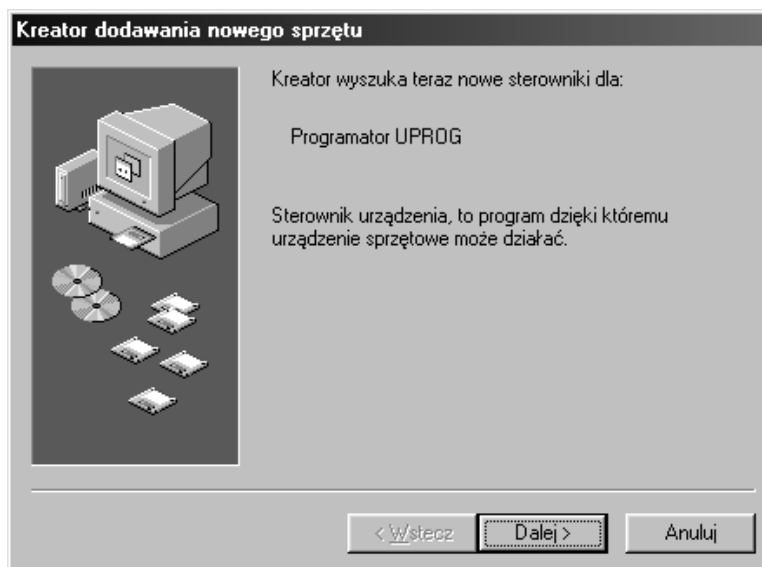 Kreator dodawania nowego sprzętu
Kreator wyszuka teraz nowe sterowniki dla:
Programator UPROG
Sterownik urządzenia, to program dzięki któremu
urządzenie sprzętowe może działać.
< Wstecz
Dalej >
Anuluj